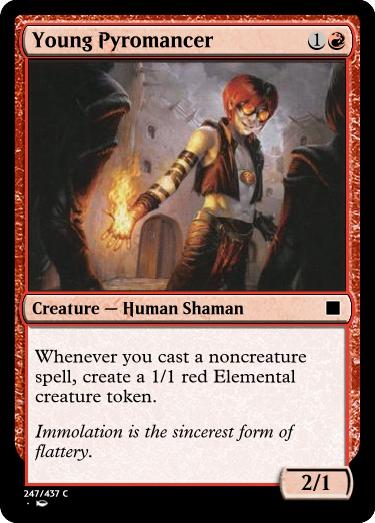 Young Pyromancer 1
Creature — Human Shaman
Whenever you cast a noncreature
spell, create a 1/1 red Elemental
creature token.
Immolation is the sincerest form of
flattery.
2/1
247/437 C